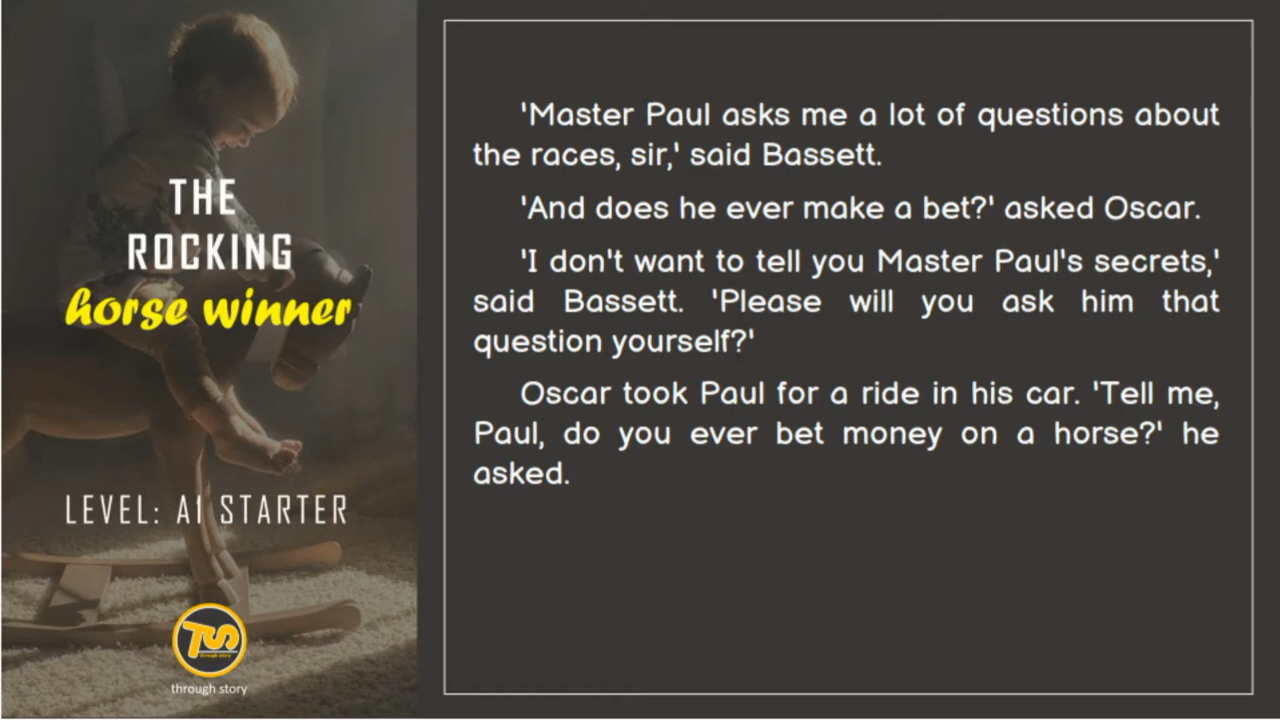 THE
ROCKING
horse winner
LEVEL: A1 STARTER
TS
through story
through story
'Master Paul asks me a lot of questions about
the races, sir,' said Bassett.
'And does he ever make a bet?' asked Oscar.
'I don't want to tell you Master Paul's secrets,'
said Bassett. 'Please will you ask him that
question yourself?'
Oscar took Paul for a ride in his car. 'Tell me,
Paul, do you ever bet money on a horse?' he
asked.